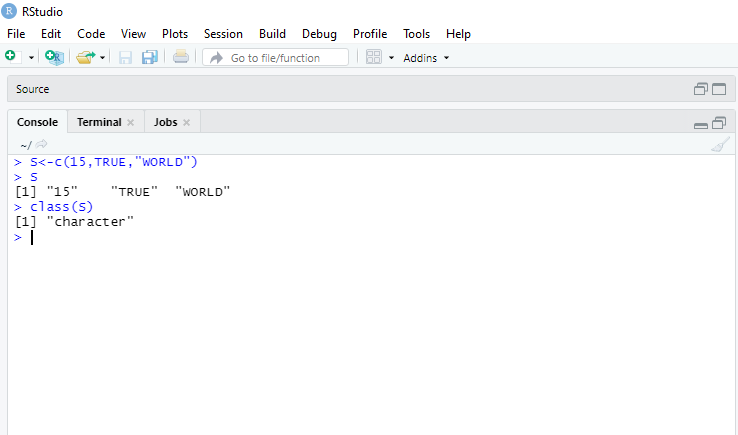 RStudio
File Edit Code View Plots Session Build Debug Profile Tools Help
Go to file/function Addins
Source
Console Terminal Jobs
~/
> S<-c(15,TRUE,"WORLD")
> S
[1] "15"    "TRUE"  "WORLD"
> class(S)
[1] "character"
>